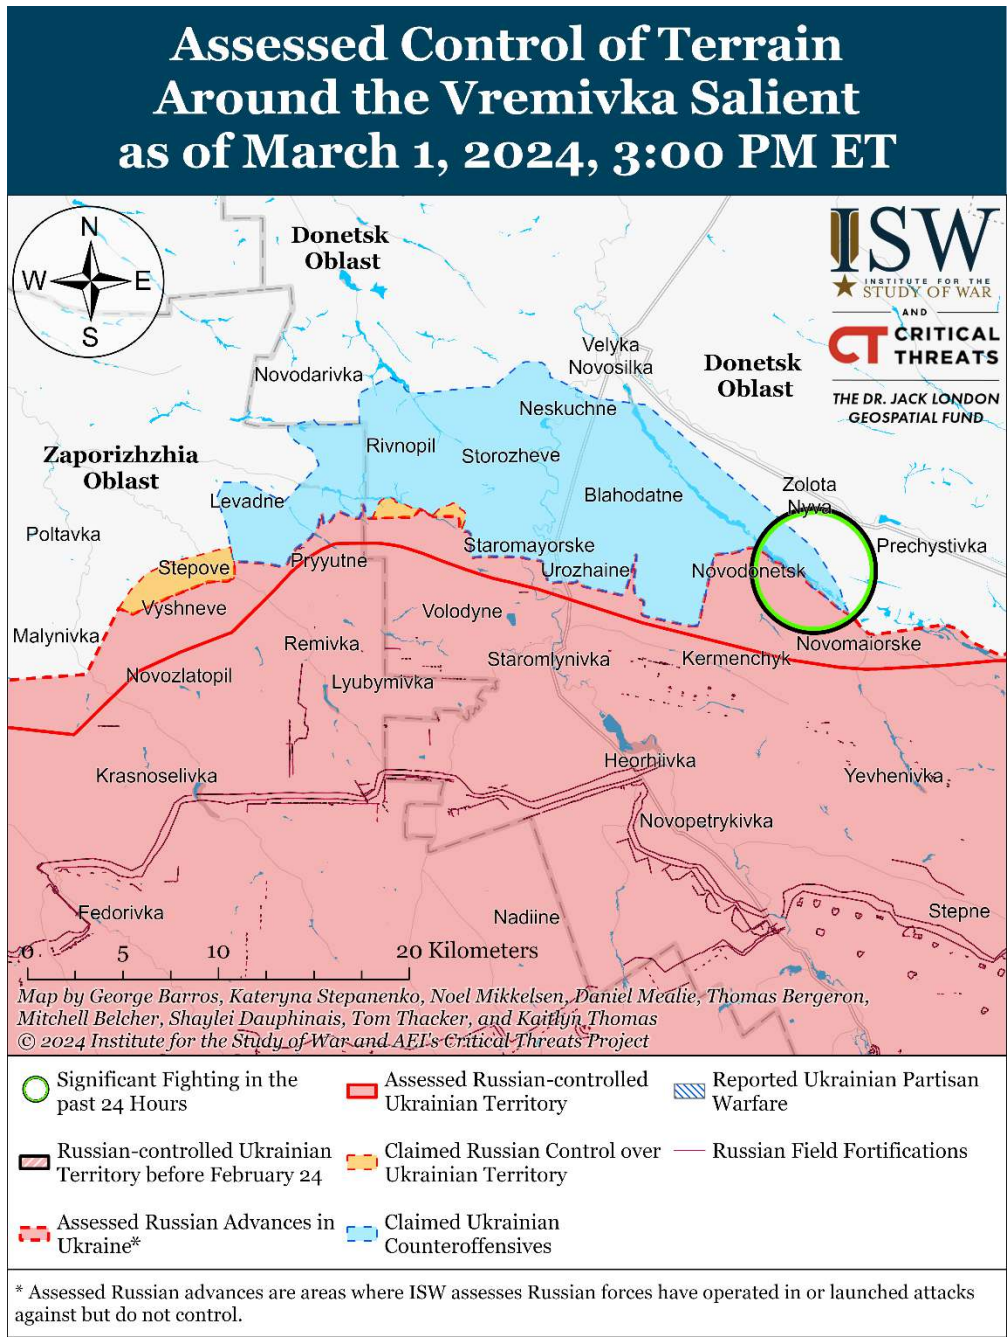 Assessed Control of Terrain
Around the Vremivka Salient
as of March 1, 2024, 3:00 PM ET
N
W
E
S
Donetsk
Oblast
ISW
INSTITUTE FOR THE
STUDY OF WAR
AND
CT CRITICAL
THREATS
THE DR. JACK LONDON
GEOSPATIAL FUND
Velyka
Novosilka
Donetsk
Oblast
Novodarivka
Neskuchne
Rivnopil
Storozheve
Zaporizhzhia
Oblast
Levadne
Blahodatne
Zolota
Nyva
Poltavka
Prechystivka
Staromayorske
Stepove
Pryyutne
Urozhaine
Novodonetsk
Vyshneve
Volodyne
Malynivka
Remivka
Novomaiorske
Staromlynivka
Kermenchyk
Novozlatopil
Lyubymivka
Heorhiivka
Krasnoselivka
Yevhenivka
Novopetrykivka
Fedorivka
Nadiine
Stepne
0 5 10 20 Kilometers
Map by George Barros, Kateryna Stepanenko, Noel Mikkelsen, Daniel Mealie, Thomas Bergeron,
Mitchell Belcher, Shaylei Dauphinais, Tom Thacker, and Kaitlyn Thomas
© 2024 Institute for the Study of War and AEI's Critical Threats Project
Significant Fighting in the
past 24 Hours
Assessed Russian-controlled
Ukrainian Territory
Reported Ukrainian Partisan
Warfare
Russian-controlled Ukrainian
Territory before February 24
Claimed Russian Control over
Ukrainian Territory
Russian Field Fortifications
Assessed Russian Advances in
Ukraine*
Claimed Ukrainian
Counteroffensives
* Assessed Russian advances are areas where ISW assesses Russian forces have operated in or launched attacks
against but do not control.